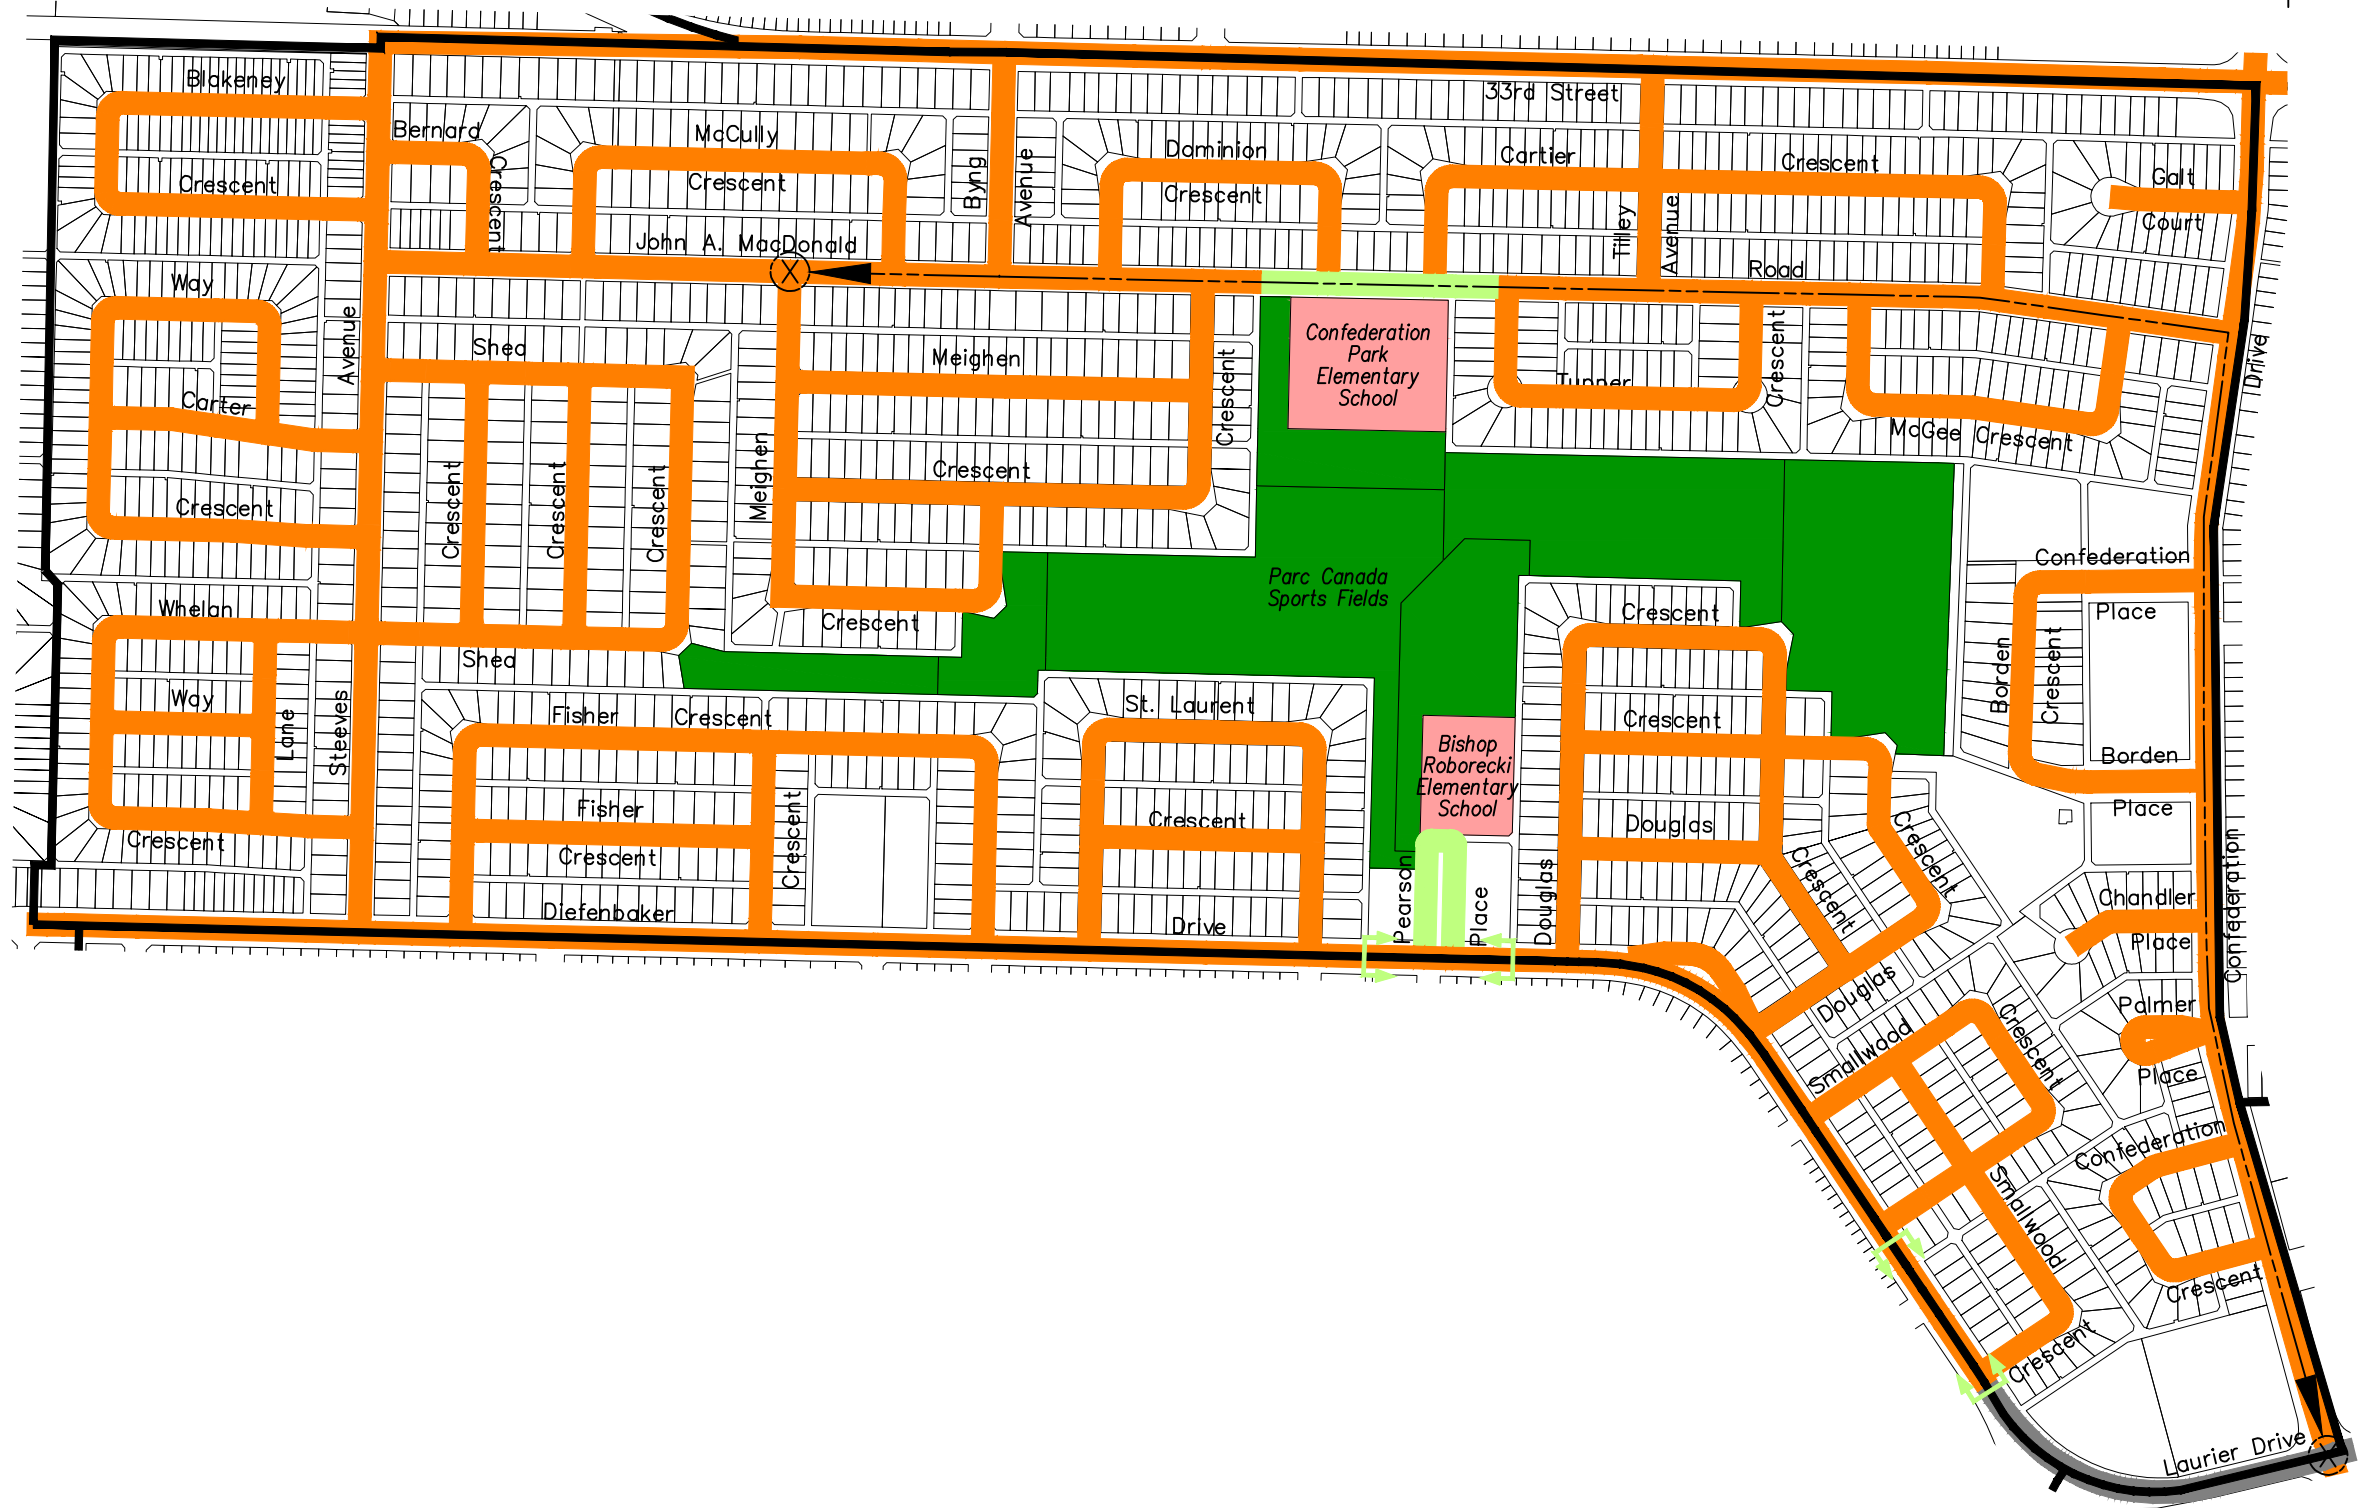 Blakeney
Crescent
Bernard
Crescent
McCully
Crescent
Byng
Avenue
Dominion
Crescent
33rd Street
Cartier
Crescent
Tilley
Avenue
Galt
Court
John A. MacDonald
Road
Way
Carter
Crescent
Avenue
Shed
Crescent
Crescent
Crescent
Shed
Meighen
Meighen
Crescent
Crescent
Crescent
Confederation
Park
Elementary
School
Tupper
Crescent
McGee Crescent
Drive
Parc Canada
Sports Fields
Confederation
Place
Borden
Crescent
Borden
Place
Whelan
Way
Lane
Crescent
Steeves
Fisher Crescent
Fisher
Crescent
Crescent
Diefenbaker
Drive
St. Laurent
Crescent
Bishop
Roborecki
Elementary
School
Pearson
Place
Crescent
Crescent
Douglas
Douglas
Crescent
Crescent
Douglas
Chandler
Place
Confederation
Palmer
Place
Smallwood
Crescent
Smallwood
Crescent
Confederation
Crescent
Laurier Drive
X
X